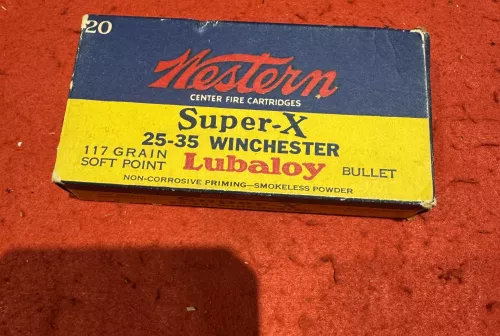 20
Western
CENTER FIRE CARTRIDGES
Super-X
25-35 WINCHESTER
117 GRAIN
SOFT POINT
Lubaloy
BULLET
NON-CORROSIVE PRIMING—SMOKELESS POWDER